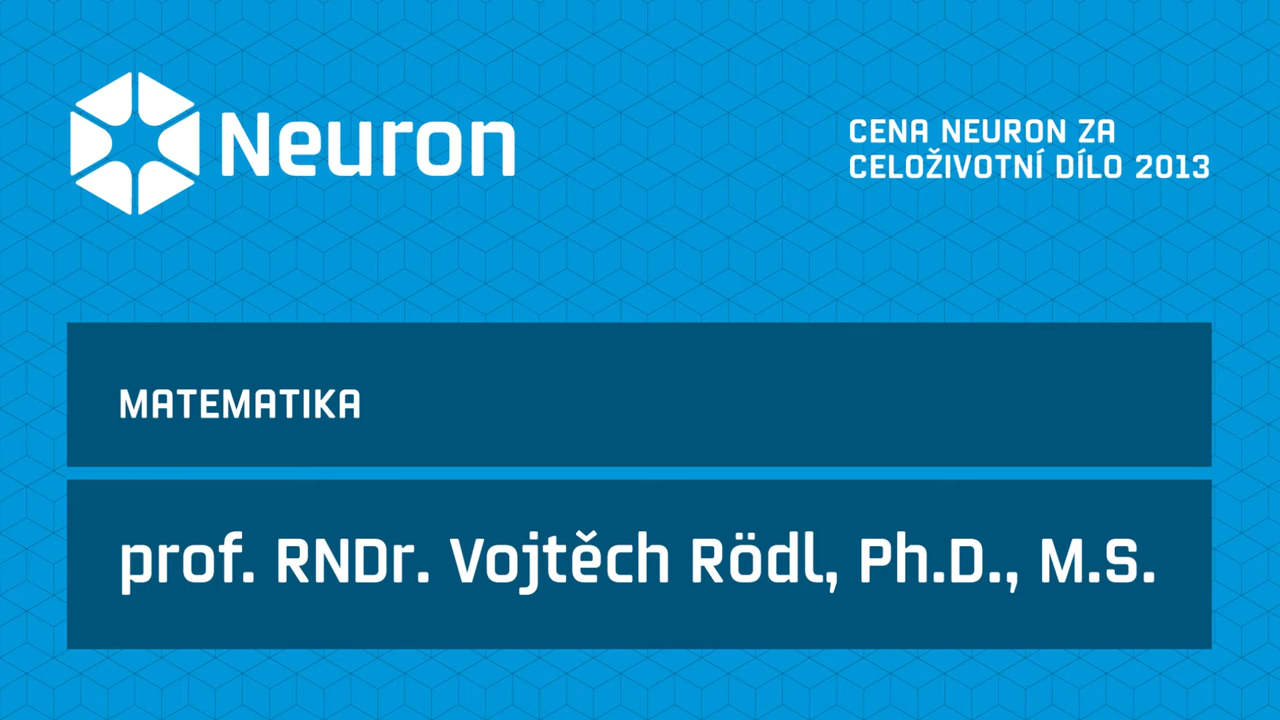 Neuron
CENA NEURON ZA
CELOŽIVOTNÍ DÍLO 2013
MATEMATIKA
prof. RNDr. Vojtěch Rödl, Ph.D., M.S.